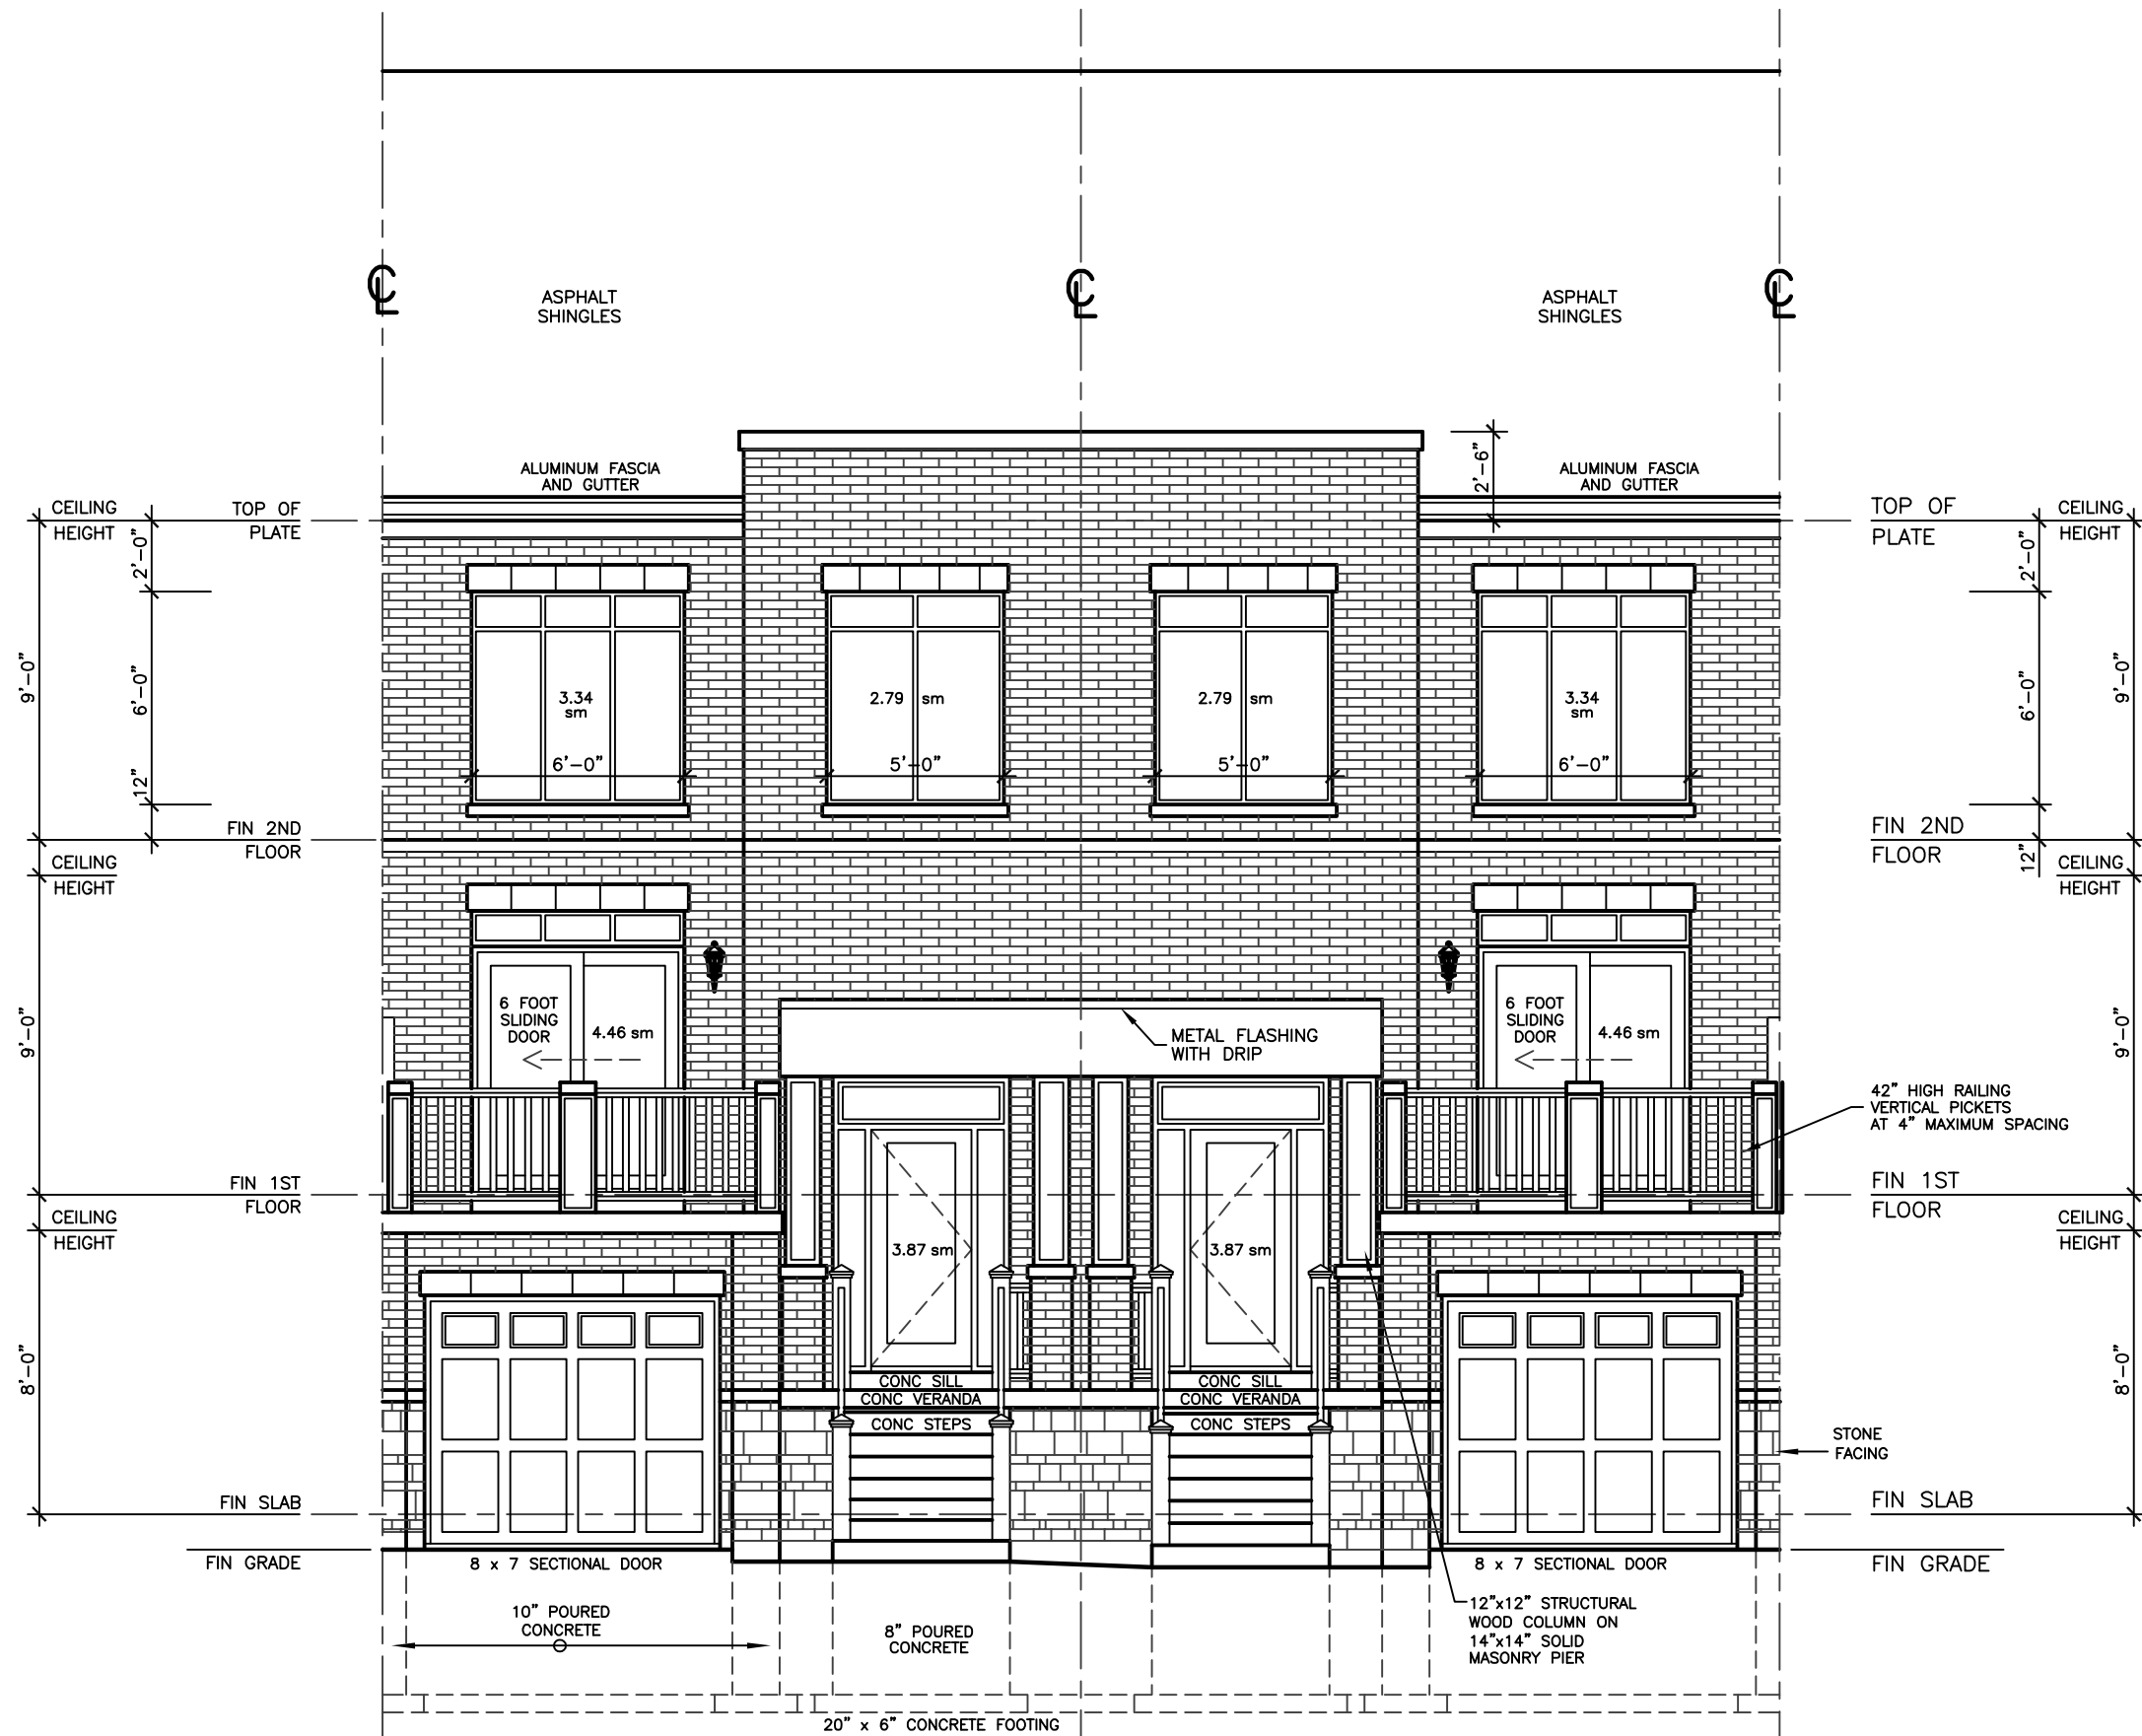 ℄
℄
℄
ASPHALT
SHINGLES
ASPHALT
SHINGLES
ALUMINUM FASCIA
AND GUTTER
2'-6"
ALUMINUM FASCIA
AND GUTTER
CEILING
HEIGHT
TOP OF
PLATE
TOP OF
PLATE
CEILING
HEIGHT
2'-0"
2'-0"
9'-0"
6'-0"
3.34
sm
2.79 sm
2.79 sm
3.34
sm
6'-0"
9'-0"
6'-0"
5'-0"
5'-0"
6'-0"
12"
FIN 2ND
FLOOR
FIN 2ND
FLOOR
12"
CEILING
HEIGHT
CEILING
HEIGHT
9'-0"
6 FOOT
SLIDING
DOOR
4.46 sm
METAL FLASHING
WITH DRIP
6 FOOT
SLIDING
DOOR
4.46 sm
9'-0"
42" HIGH RAILING
VERTICAL PICKETS
AT 4" MAXIMUM SPACING
FIN 1ST
FLOOR
FIN 1ST
FLOOR
CEILING
HEIGHT
CEILING
HEIGHT
3.87 sm
3.87 sm
8'-0"
8'-0"
CONC SILL
CONC VERANDA
CONC STEPS
CONC SILL
CONC VERANDA
CONC STEPS
STONE
FACING
FIN SLAB
FIN SLAB
FIN GRADE
8 x 7 SECTIONAL DOOR
8 x 7 SECTIONAL DOOR
FIN GRADE
10" POURED
CONCRETE
8" POURED
CONCRETE
12"x12" STRUCTURAL
WOOD COLUMN ON
14"x14" SOLID
MASONRY PIER
20" x 6" CONCRETE FOOTING